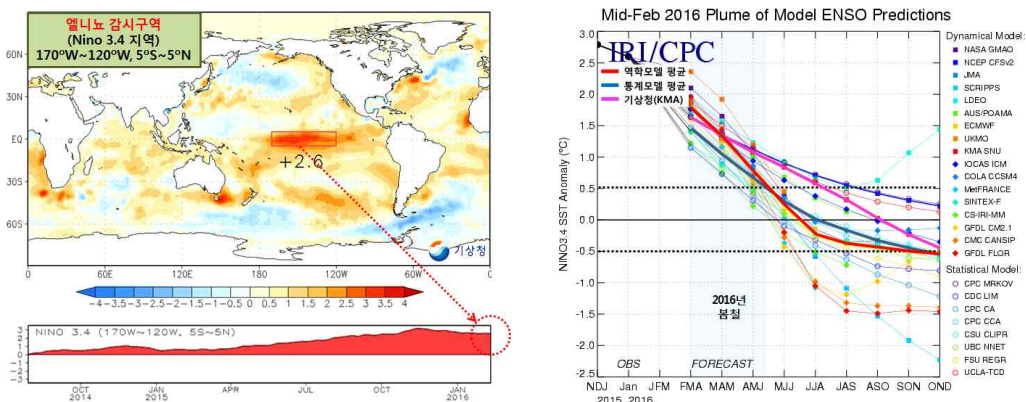 엘니뇨 감시구역
(Nino 3.4 지역)
170ºW~120ºW, 5ºS~5ºN
60N
30N
EQ
30S
60S
+2.6
기상청
0
60E
120E
180
120W
60W
0
-4 -3.5 -3 -2.5 -2 -1.5 -1 -0.5 0 0.5 1 1.5 2 2.5 3 3.5 4
NINO 3.4 (170W~120W, 5S~5N)
3
2
1
0
-1
-2
-3
OCT
2014
JAN
2015
APR
JUL
OCT
JAN
2016
Mid-Feb 2016 Plume of Model ENSO Predictions
IRI/CPC
역학모델 평균
통계모델 평균
기상청(KMA)
NINO3.4 SST Anomaly (ºC)
3.0
2.5
2.0
1.5
1.0
0.5
0.0
-0.5
-1.0
-1.5
-2.0
-2.5
2016년
봄철
OBS
FORECAST
NDJ Jan JFM FMA MAM AMJ MJJ JJA JAS ASO SON OND
2015 2016
Dynamical Model:
NASA GMAO
NCEP CFSv2
JMA
SCRIPPS
LDEO
AUS/POAMA
ECMWF
UKMO
KMA SNU
IOCAS ICM
COLA CCSM4
MetFRANCE
SINTEX-F
CS-IRI-MM
GFDL CM2.1
CMC CANSIP
GFDL FLOR
Statistical Model:
CPC MRKOV
CDC LIM
CPC CA
CPC CCA
CSU CLIPR
UBC NNET
FSU REGR
UCLA-TCD